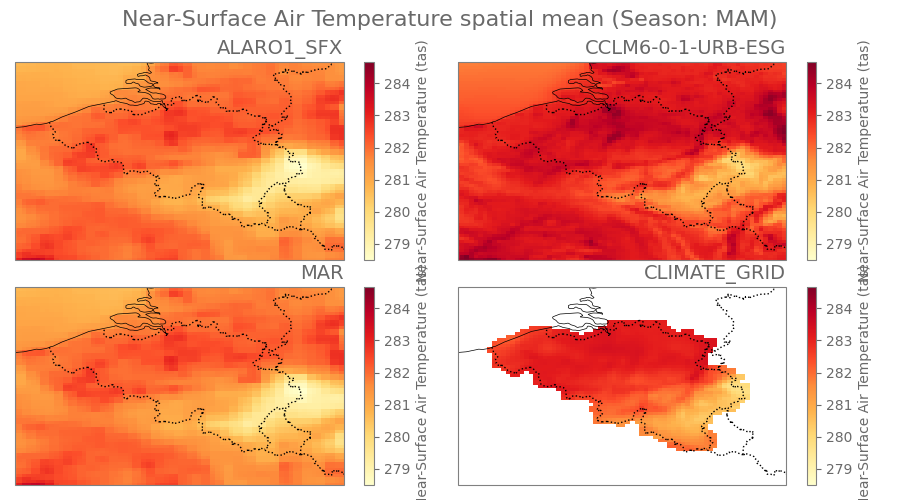 Near-Surface Air Temperature spatial mean (Season: MAM)
ALARO1_SFX
284
283
282
281
280
279
Near-Surface Air Temperature (tas)
CCLM6-0-1-URB-ESG
284
283
282
281
280
279
Near-Surface Air Temperature (tas)
MAR
284
283
282
281
280
279
Near-Surface Air Temperature (tas)
CLIMATE_GRID
284
283
282
281
280
279
Near-Surface Air Temperature (tas)